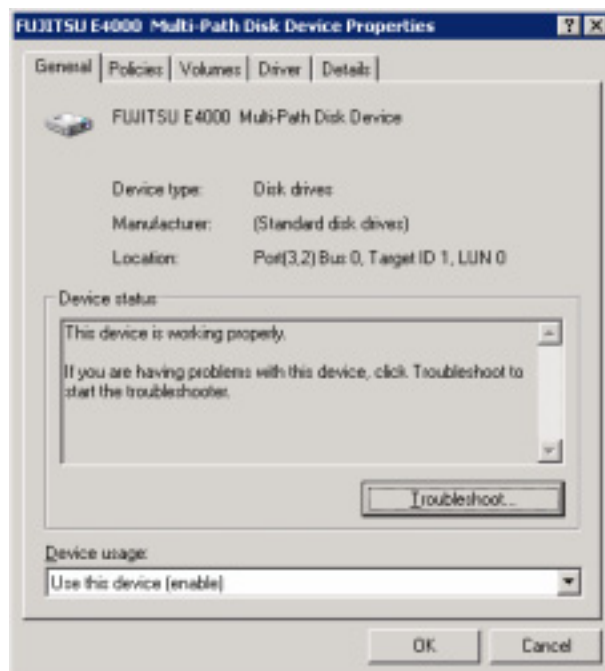 FUJITSU E4000 Multi-Path Disk Device Properties
General Policies Volumes Driver Details
FUJITSU E4000 Multi-Path Disk Device
Device type: Disk drives
Manufacturer: (Standard disk drives)
Location: Port(3,2) Bus 0, Target ID 1, LUN 0
Device status
This device is working properly.
If you are having problems with this device, click Troubleshoot to
start the troubleshooter.
Troubleshoot...
Device usage:
Use this device (enable)
OK Cancel